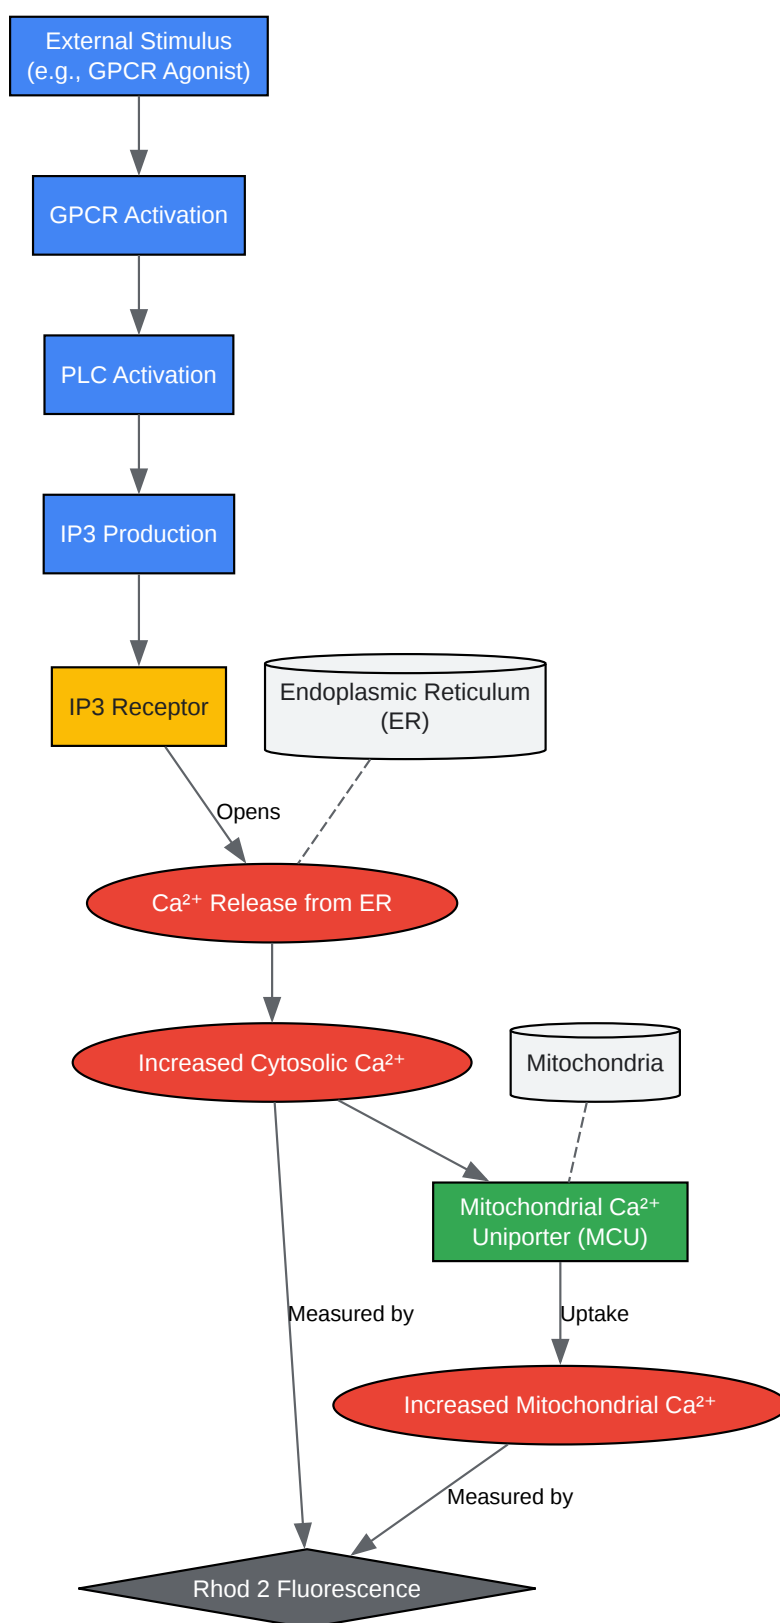 External Stimulus
(e.g., GPCR Agonist)
GPCR Activation
PLC Activation
IP3 Production
IP3 Receptor
Endoplasmic Reticulum
(ER)
Opens
Ca²⁺ Release from ER
Increased Cytosolic Ca²⁺
Mitochondria
Mitochondrial Ca²⁺
Uniporter (MCU)
Measured by
Uptake
Increased Mitochondrial Ca²⁺
Measured by
Rhod 2 Fluorescence